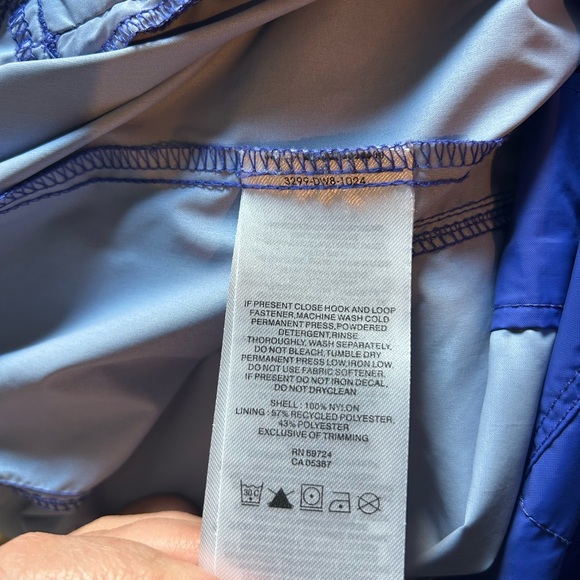 3299-DW8-1024
IF PRESENT CLOSE HOOK AND LOOP
FASTENER,MACHINE WASH COLD
PERMANENT PRESS,POWDERED
DETERGENT,RINSE
THOROUGHLY, WASH SEPARATELY,
DO NOT BLEACH,TUMBLE DRY
PERMANENT PRESS LOW,IRON LOW
DO NOT USE FABRIC SOFTENER.
IF PRESENT DO NOT IRON DECAL,
DO NOT DRYCLEAN
SHELL : 100% NYLON
LINING : 57% RECYCLED POLYESTER,
43% POLYESTER
EXCLUSIVE OF TRIMMING
RN 69724
CA 05367
30C